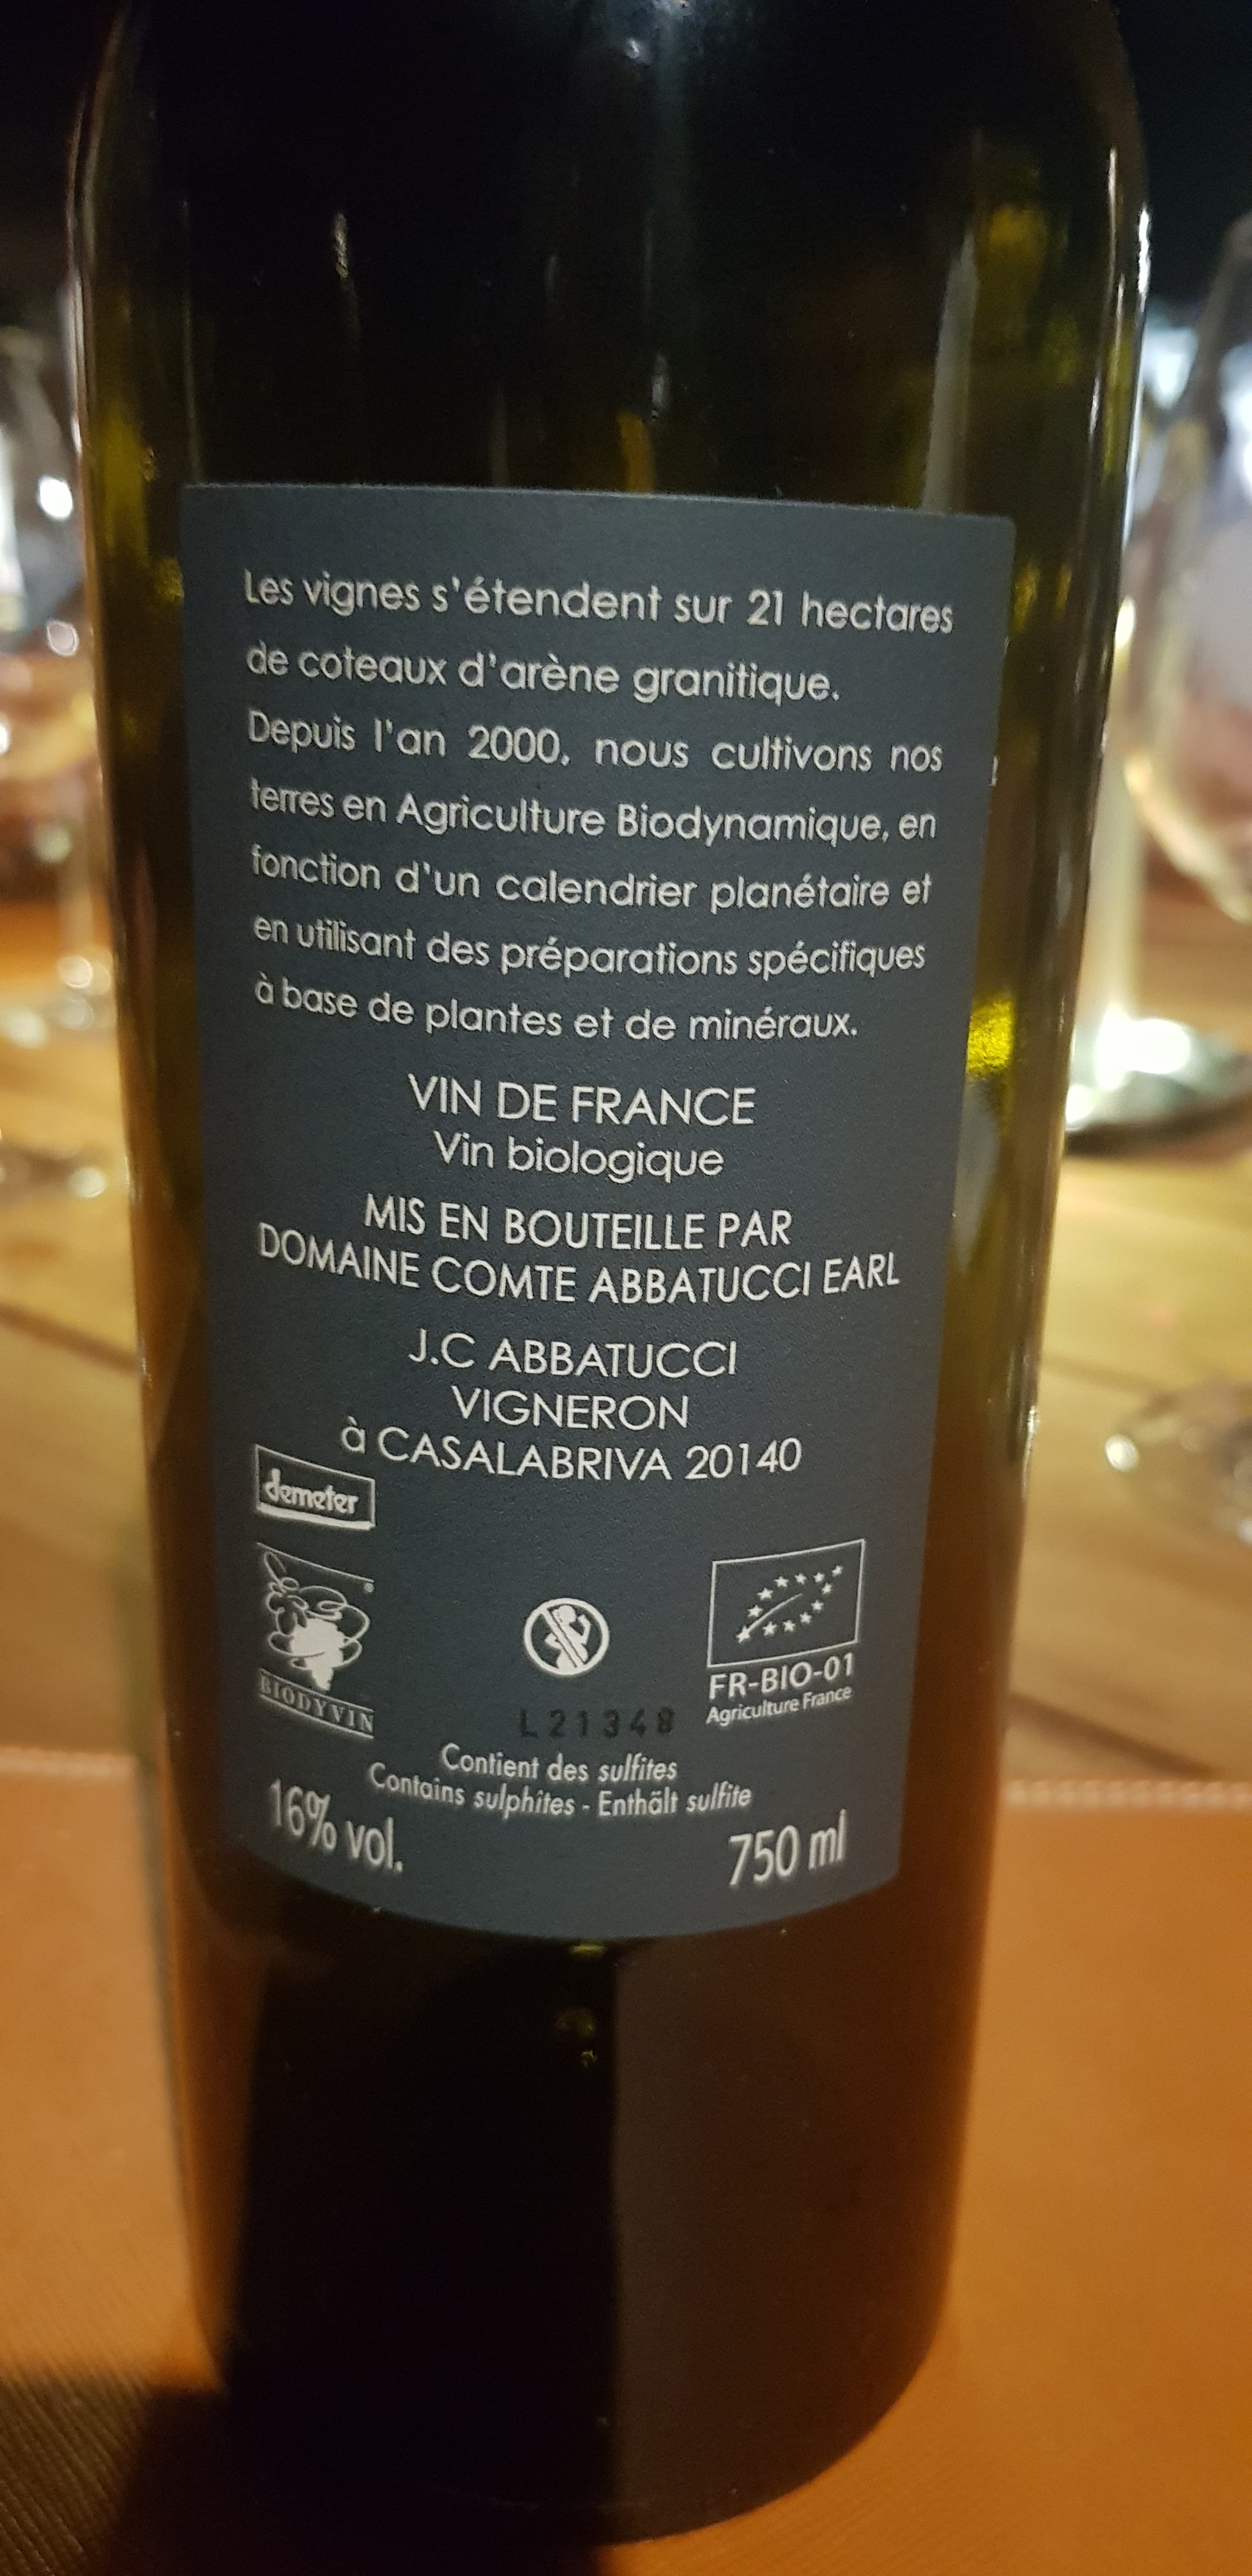 Les vignes s'étendent sur 21 hectares
de coteaux d'arène granitique.
Depuis l'an 2000, nous cultivons nos
terres en Agriculture Biodynamique, en
fonction d'un calendrier planétaire et
en utilisant des préparations spécifiques
à base de plantes et de minéraux.
VIN DE FRANCE
Vin biologique
MIS EN BOUTEILLE PAR
DOMAINE COMTE ABBATUCCI EARL
J.C ABBATUCCI
VIGNERON
à CASALABRIVA 20140
demeter
BIODYVIN
FR-BIO-01
Agriculture France
L21348
Contient des sulfites
Contains sulphites - Enthält sulfite
16% vol.
750 ml